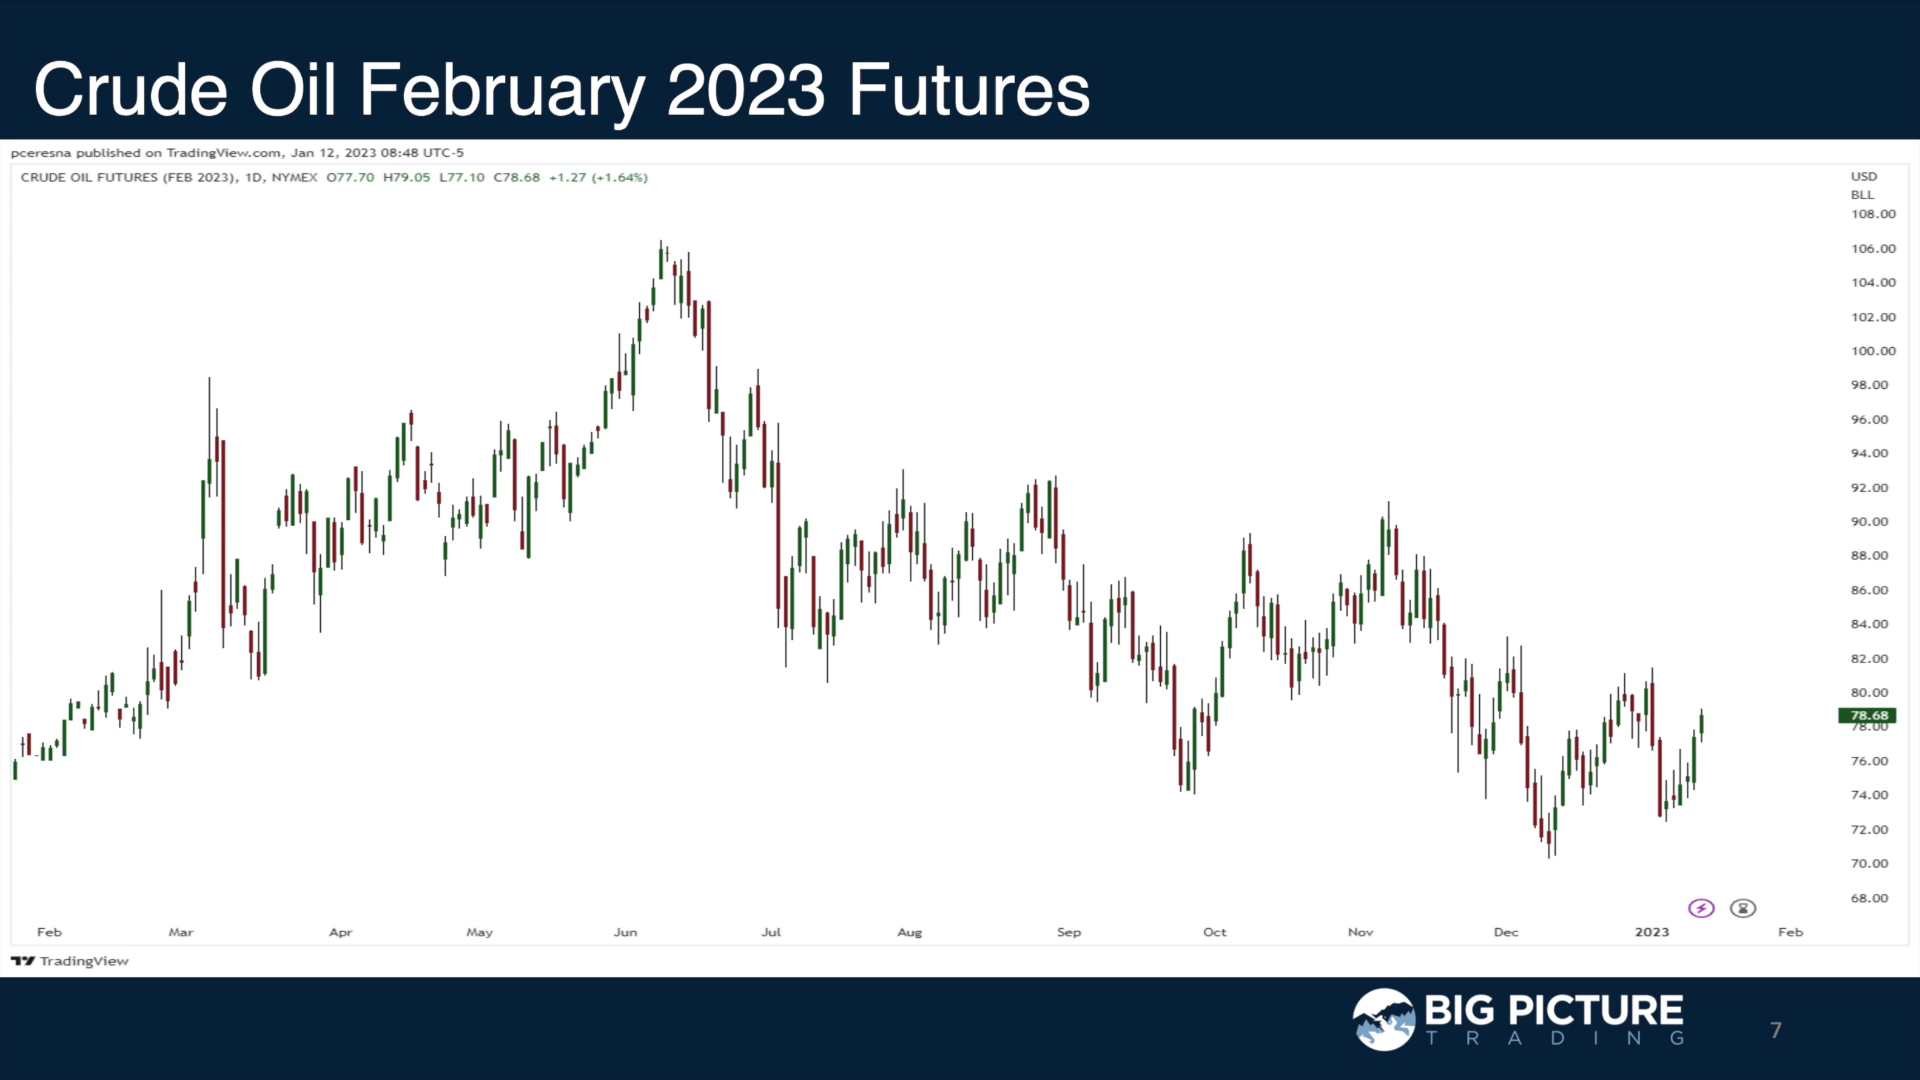 Crude Oil February 2023 Futures
pceresna published on TradingView.com, Jan 12, 2023 08:48 UTC-5
CRUDE OIL FUTURES (FEB 2023), 1D, NYMEX O77.70 H79.05 L77.10 C78.68 +1.27 (+1.64%)
USD
BLL
108.00
106.00
104.00
102.00
100.00
98.00
96.00
94.00
92.00
90.00
88.00
86.00
84.00
82.00
80.00
78.68
78.00
76.00
74.00
72.00
70.00
68.00
Feb Mar Apr May Jun Jul Aug Sep Oct Nov Dec 2023 Feb
TradingView
BIG PICTURE
TRADING
7